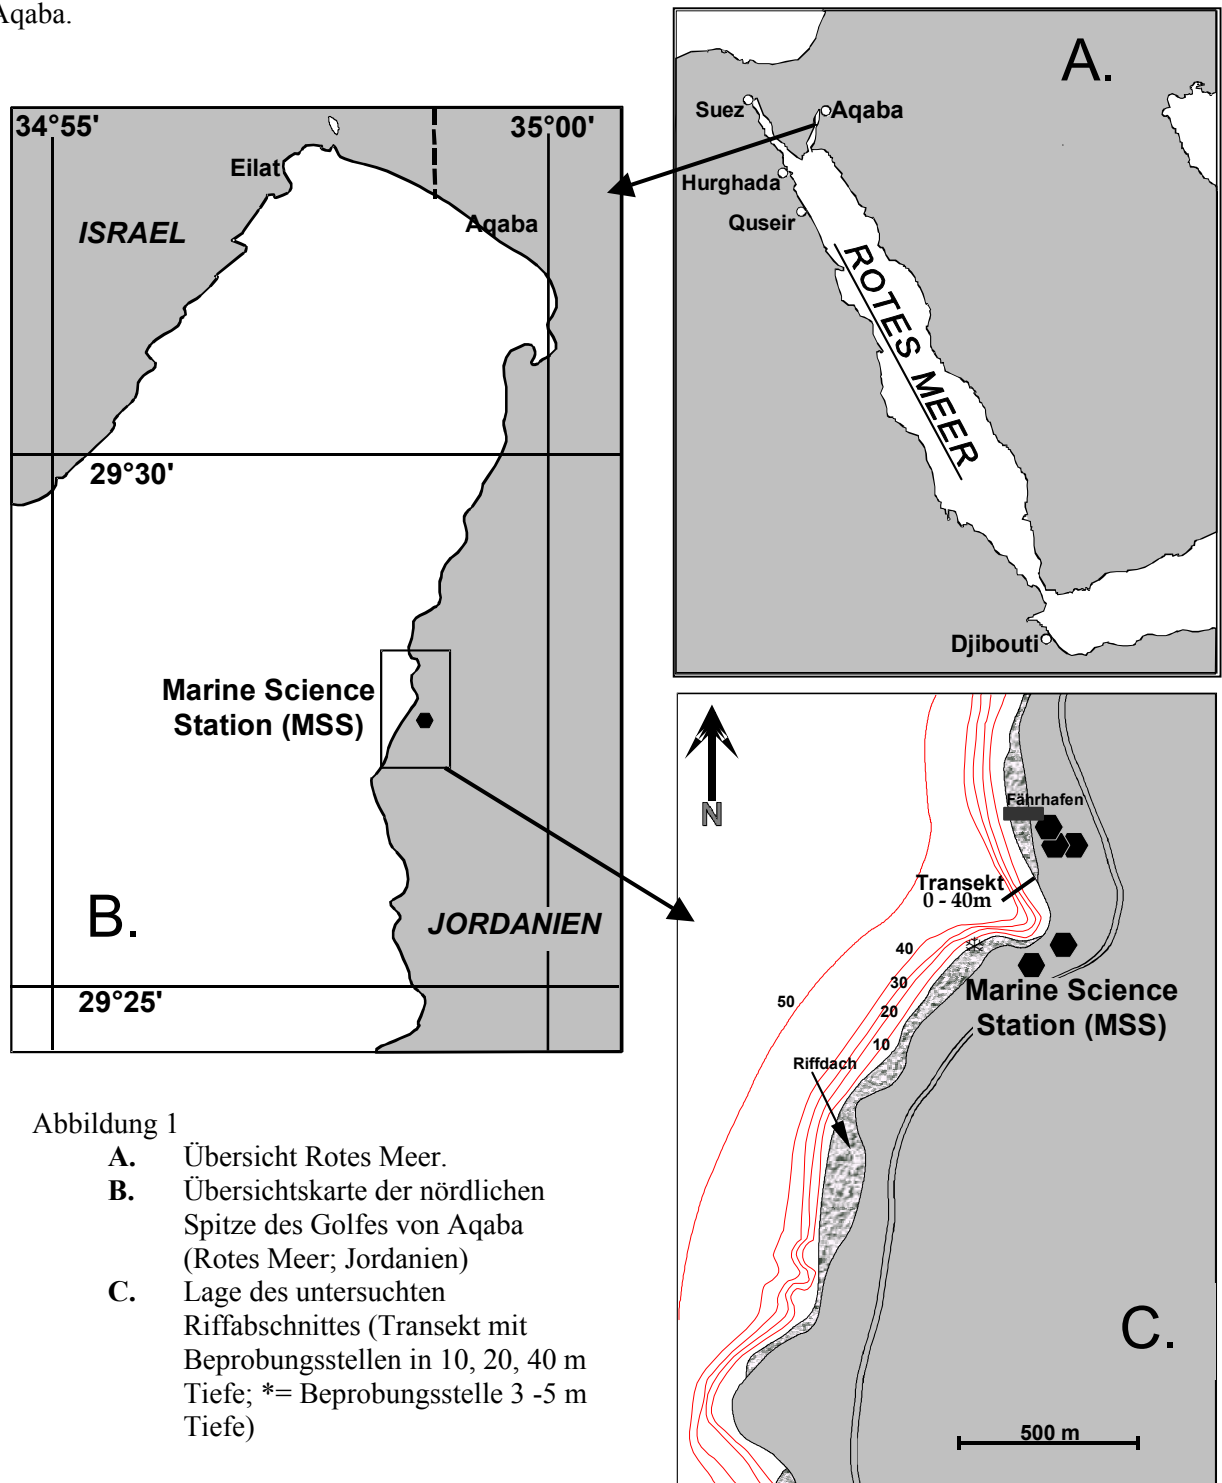 Aqaba.
A.
Suez
Aqaba
Hurghada
Quseir
ROTES MEER
Djibouti
34°55'
35°00'
Eilat
ISRAEL
Aqaba
29°30'
Marine Science
Station (MSS)
B.
JORDANIEN
29°25'
N
Fährhafen
Transekt
0 - 40m
40
30
20
10
50
Marine Science
Station (MSS)
Riffdach
C.
500 m
Abbildung 1
A. Übersicht Rotes Meer.
B. Übersichtskarte der nördlichen
Spitze des Golfes von Aqaba
(Rotes Meer; Jordanien)
C. Lage des untersuchten
Riffabschnittes (Transekt mit
Beprobungsstellen in 10, 20, 40 m
Tiefe; *= Beprobungsstelle 3 -5 m
Tiefe)